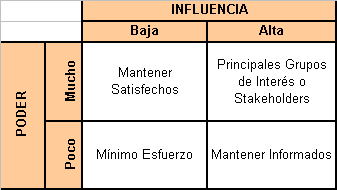 INFLUENCIA
Baja
Alta
PODER
Mucho
Mantener
Satisfechos
Principales Grupos
de Interés o
Stakeholders
Poco
Mínimo Esfuerzo
Mantener Informados